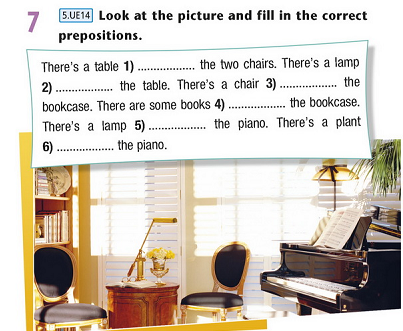 7 5.UE14 Look at the picture and fill in the correct
prepositions.
There's a table 1) .................. the two chairs. There's a lamp
2) .................. the table. There's a chair 3) .................. the
bookcase. There are some books 4) .................. the bookcase.
There's a lamp 5) .................. the piano. There's a plant
6) .................. the piano.